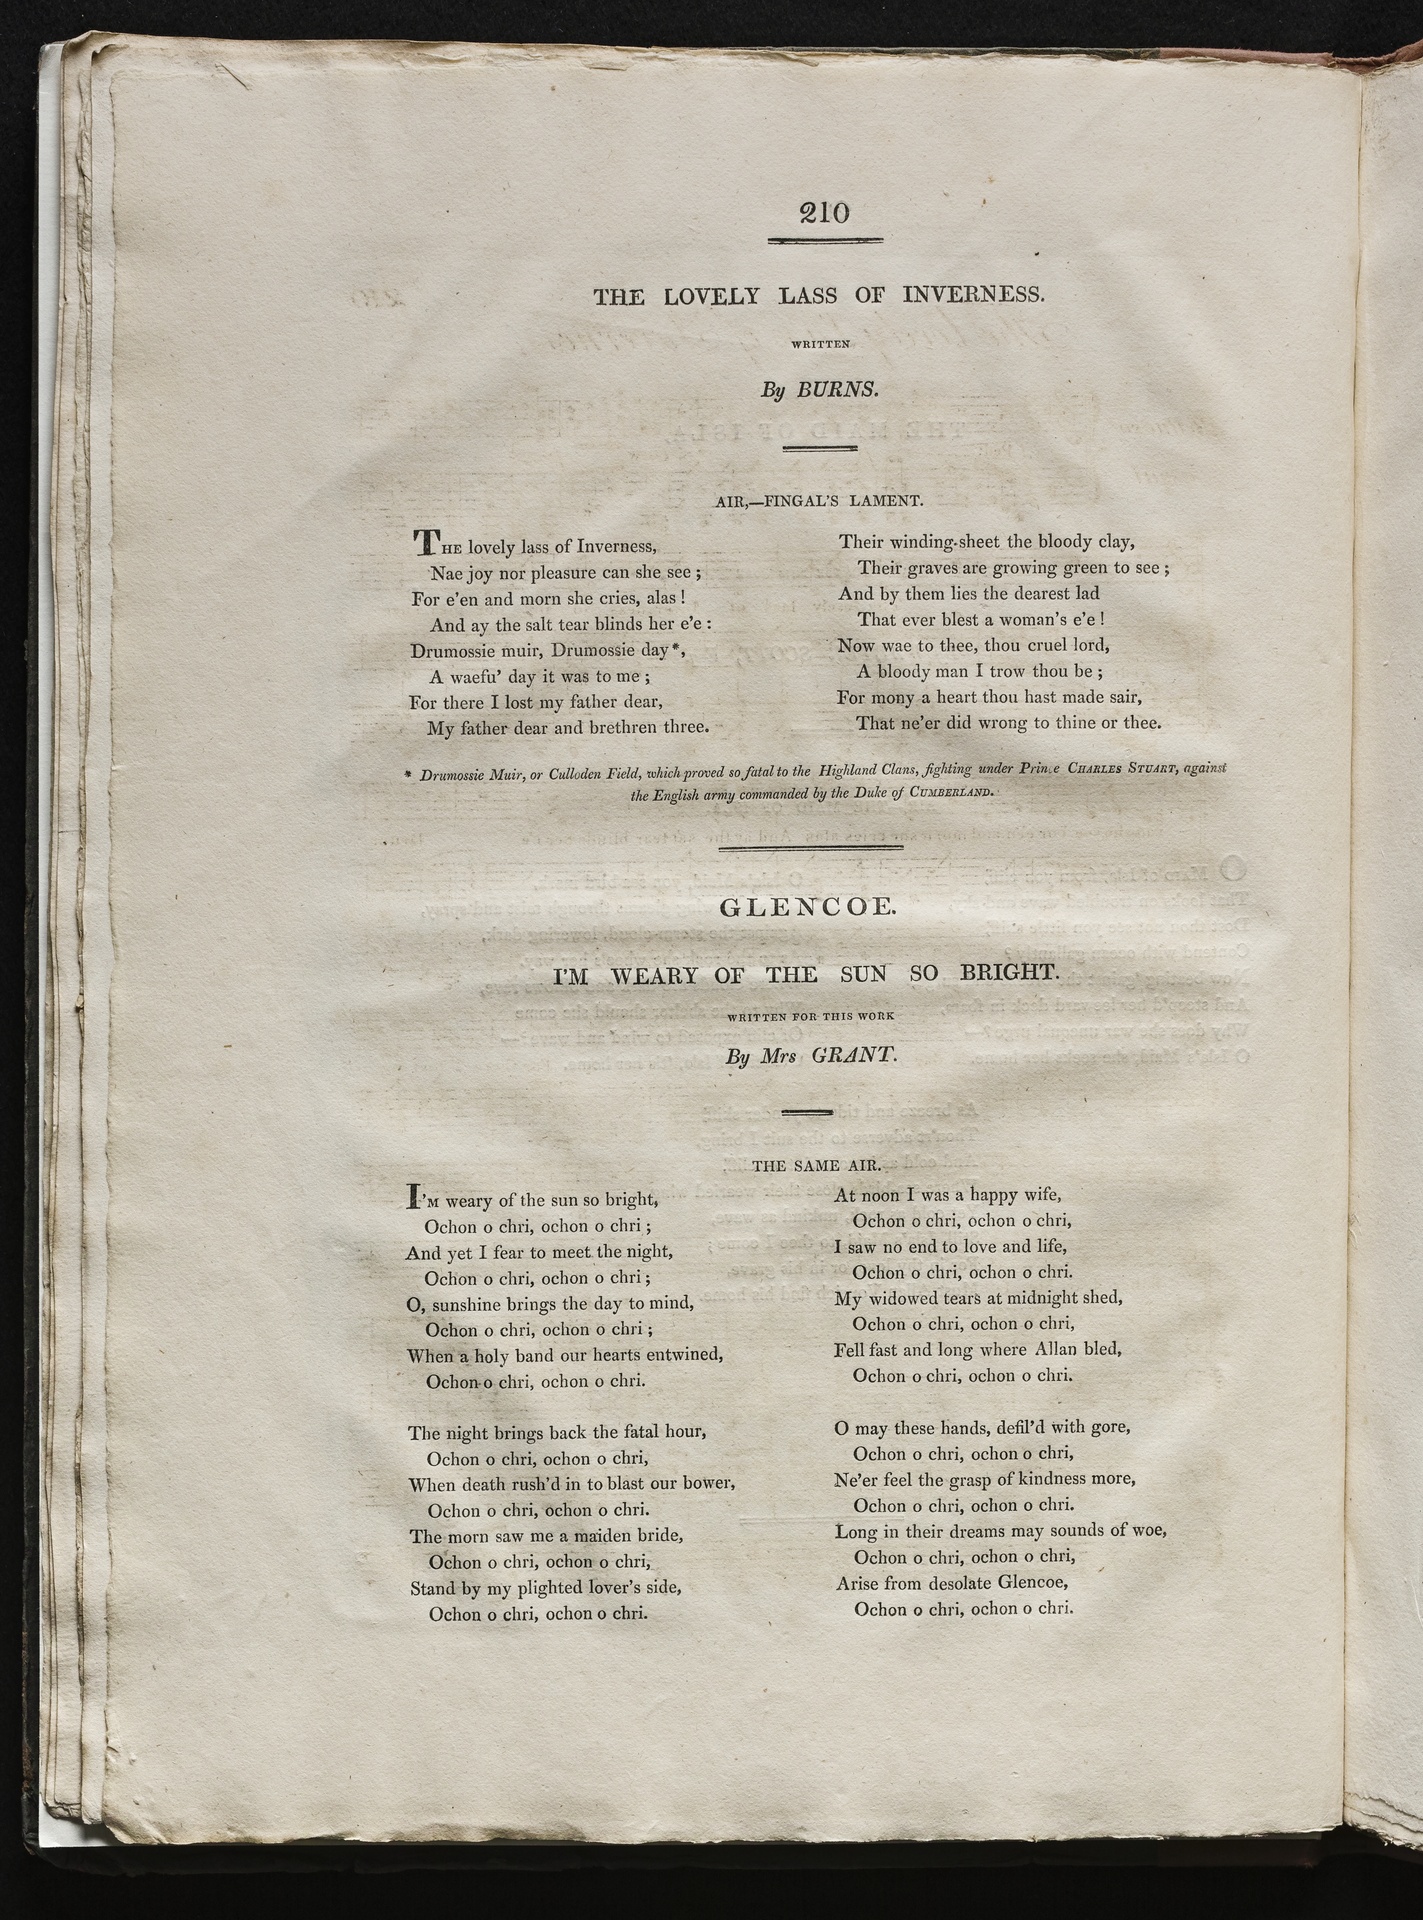 210
THE LOVELY LASS OF INVERNESS.
WRITTEN
By BURNS.
AIR,—FINGAL'S LAMENT.
THE lovely lass of Inverness,
Nae joy nor pleasure can she see ;
For e'en and morn she cries, alas !
And ay the salt tear blinds her e'e :
Drumossie muir, Drumossie day*,
A waefu' day it was to me ;
For there I lost my father dear,
My father dear and brethren three.
Their winding-sheet the bloody clay,
Their graves are growing green to see ;
And by them lies the dearest lad
That ever blest a woman's e'e !
Now wae to thee, thou cruel lord,
A bloody man I trow thou be ;
For mony a heart thou hast made sair,
That ne'er did wrong to thine or thee.
* Drumossie Muir, or Culloden Field, which proved so fatal to the Highland Clans, fighting under Prince CHARLES STUART, against
the English army commanded by the Duke of CUMBERLAND.
GLENCOE.
I'M WEARY OF THE SUN SO BRIGHT.
WRITTEN FOR THIS WORK
By Mrs GRANT.
THE SAME AIR.
I'M weary of the sun so bright,
Ochon o chri, ochon o chri ;
And yet I fear to meet the night,
Ochon o chri, ochon o chri ;
O, sunshine brings the day to mind,
Ochon o chri, ochon o chri ;
When a holy band our hearts entwined,
Ochon o chri, ochon o chri.
The night brings back the fatal hour,
Ochon o chri, ochon o chri,
When death rush'd in to blast our bower,
Ochon o chri, ochon o chri.
The morn saw me a maiden bride,
Ochon o chri, ochon o chri,
Stand by my plighted lover's side,
Ochon o chri, ochon o chri.
At noon I was a happy wife,
Ochon o chri, ochon o chri,
I saw no end to love and life,
Ochon o chri, ochon o chri.
My widowed tears at midnight shed,
Ochon o chri, ochon o chri,
Fell fast and long where Allan bled,
Ochon o chri, ochon o chri.
O may these hands, defil'd with gore,
Ochon o chri, ochon o chri,
Ne'er feel the grasp of kindness more,
Ochon o chri, ochon o chri.
Long in their dreams may sounds of woe,
Ochon o chri, ochon o chri,
Arise from desolate Glencoe,
Ochon o chri, ochon o chri.